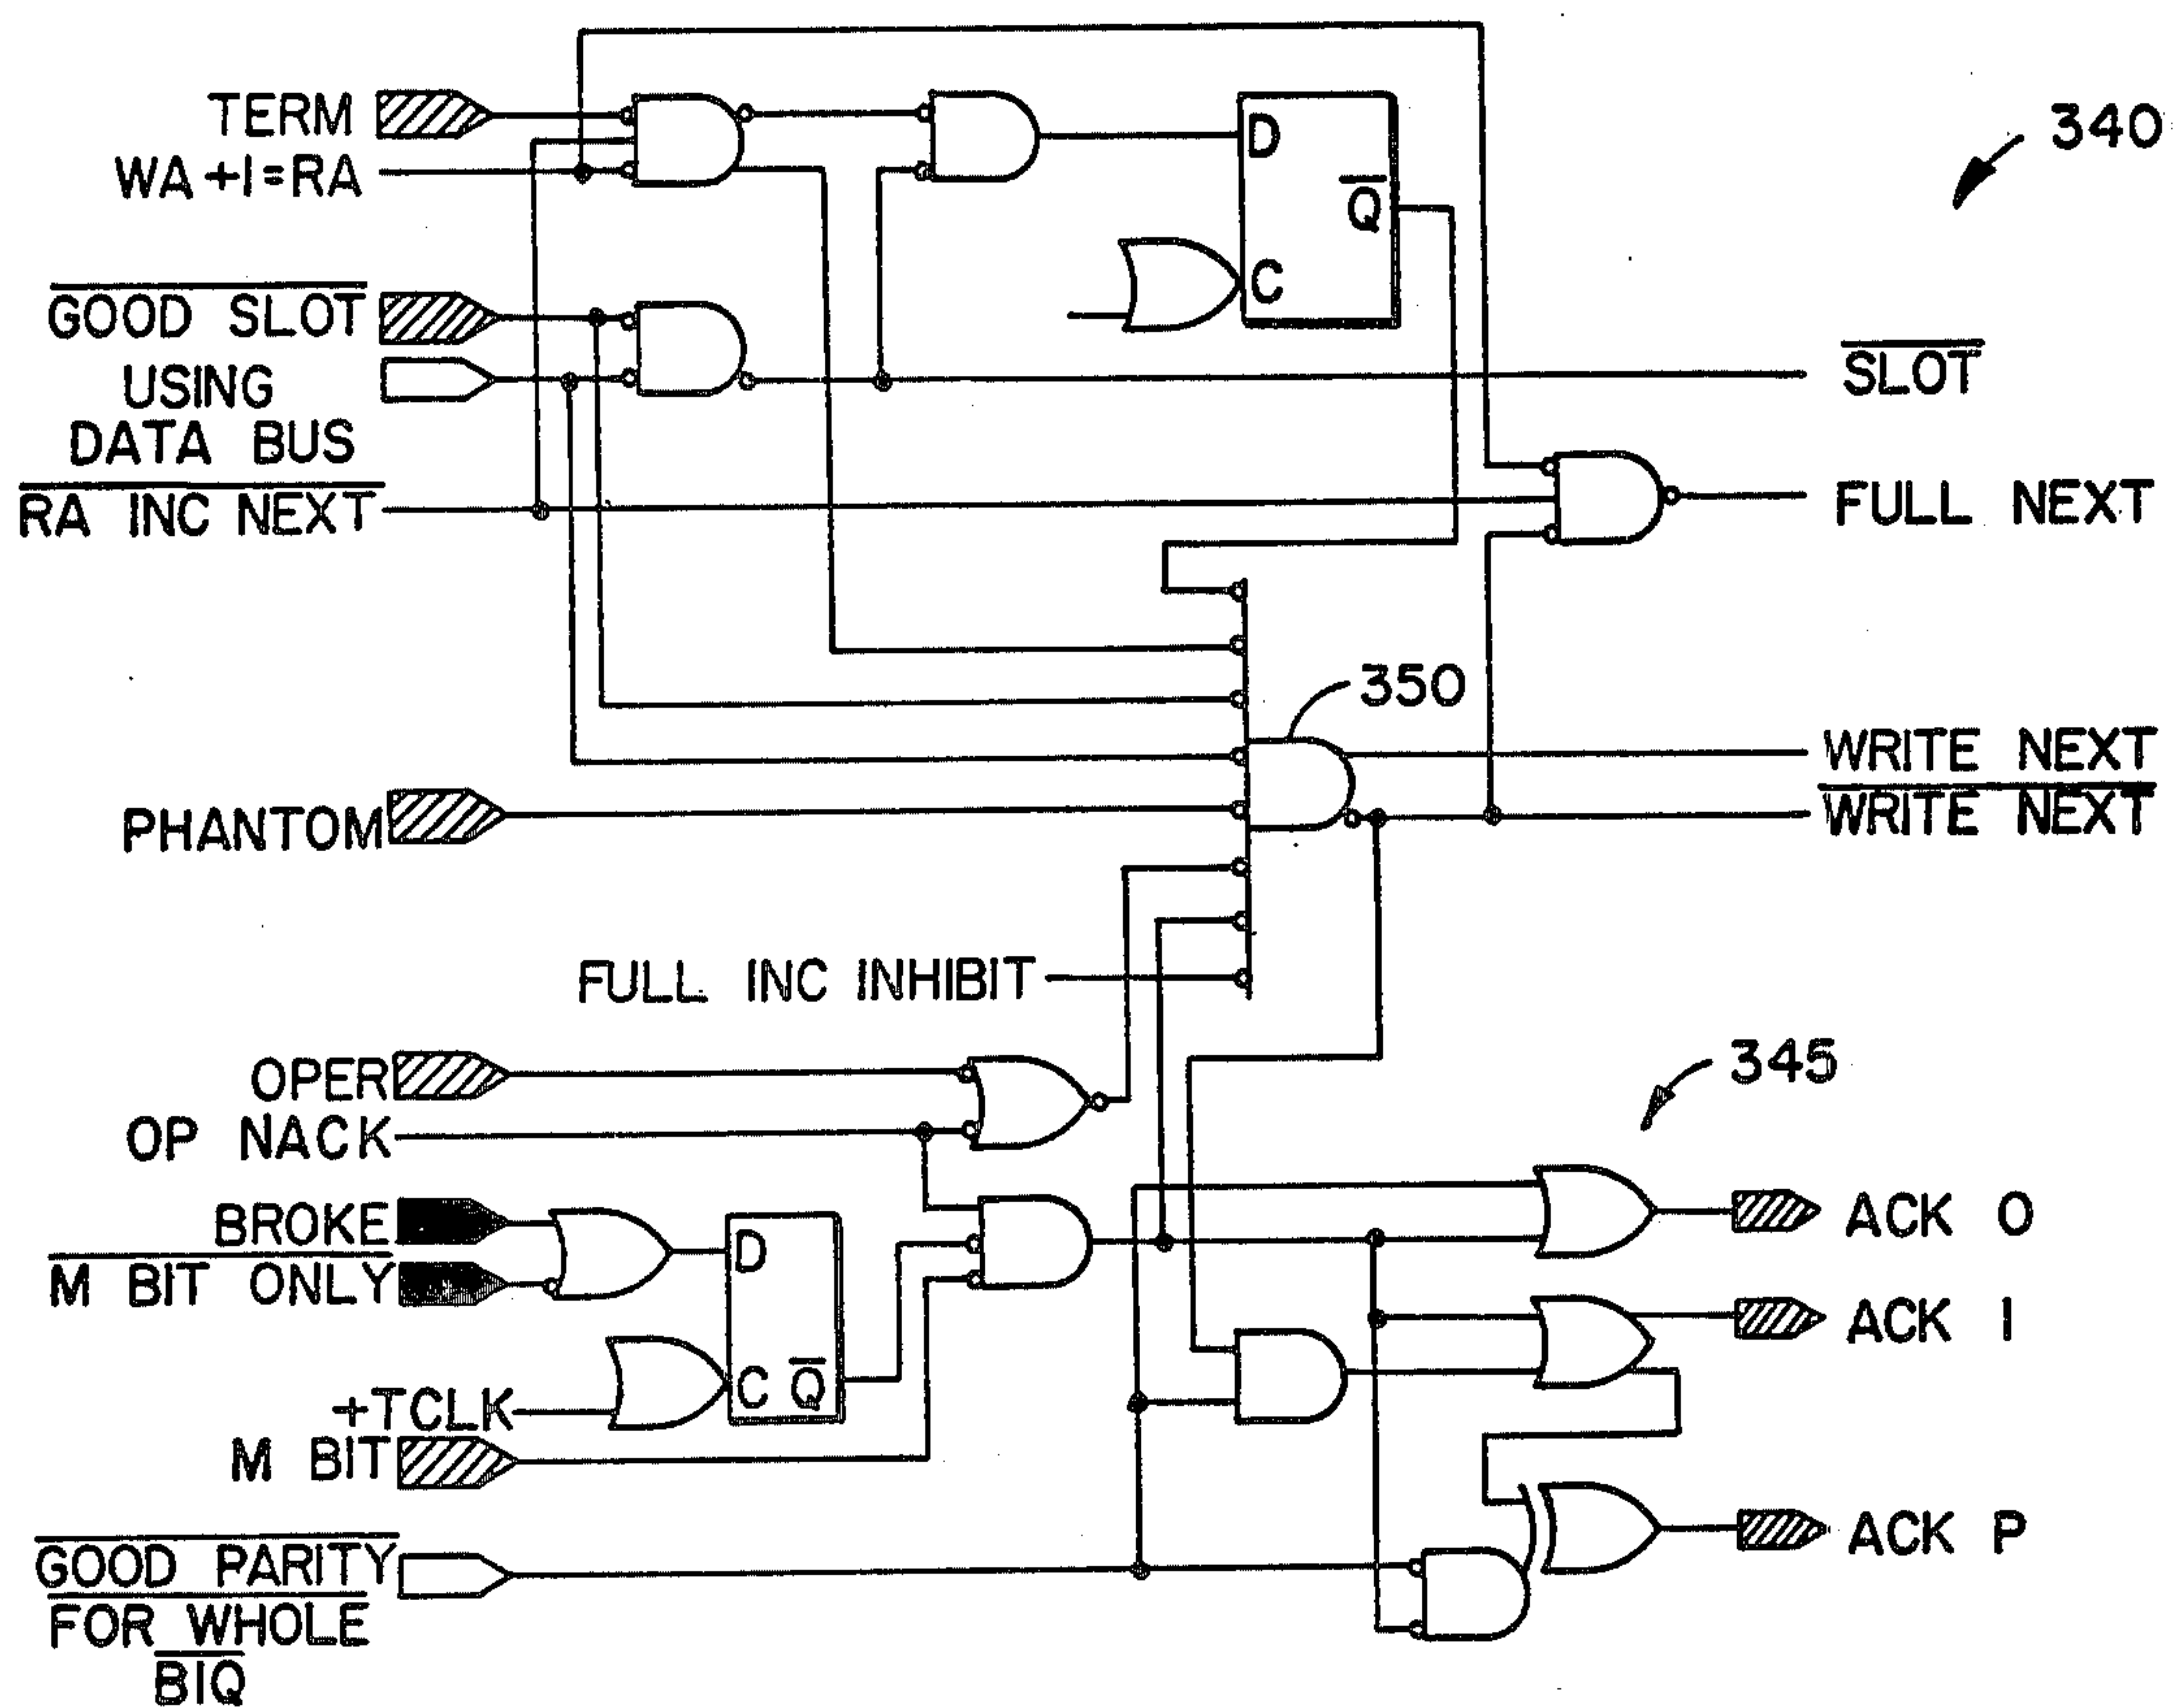 TERM
WA +1=RA
GOOD SLOT
USING
DATA BUS
RA INC NEXT
D
Q
C
340
SLOT
FULL NEXT
350
WRITE NEXT
WRITE NEXT
PHANTOM
FULL INC INHIBIT
OPER
OP NACK
BROKE
M BIT ONLY
D
C Q
+TCLK
M BIT
GOOD PARITY
FOR WHOLE
BIQ
345
ACK 0
ACK 1
ACK P